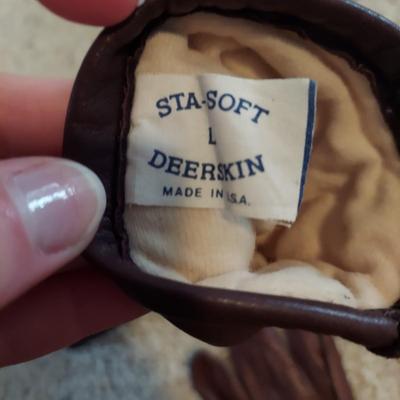 STA-SOFT
L
DEERSKIN
MADE IN U.S.A.